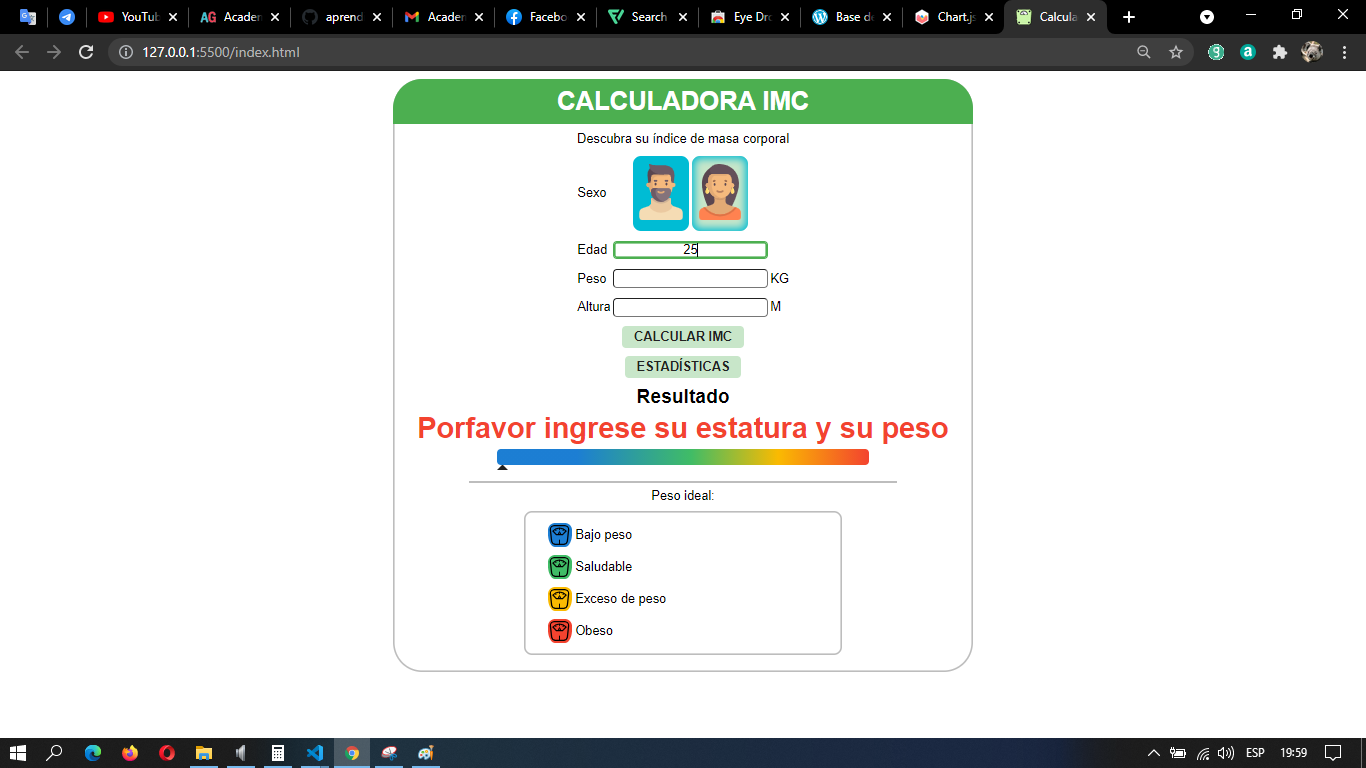 YouTub
AG Acaden
aprend
Acaden
Facebo
Search
Eye Dro
Base de
Chart.js
Calcula
127.0.0.1:5500/index.html
CALCULADORA IMC
Descubra su índice de masa corporal
Sexo
Edad 25
Peso KG
Altura M
CALCULAR IMC
ESTADÍSTICAS
Resultado
Porfavor ingrese su estatura y su peso
Peso ideal:
Bajo peso
Saludable
Exceso de peso
Obeso
ESP 19:59